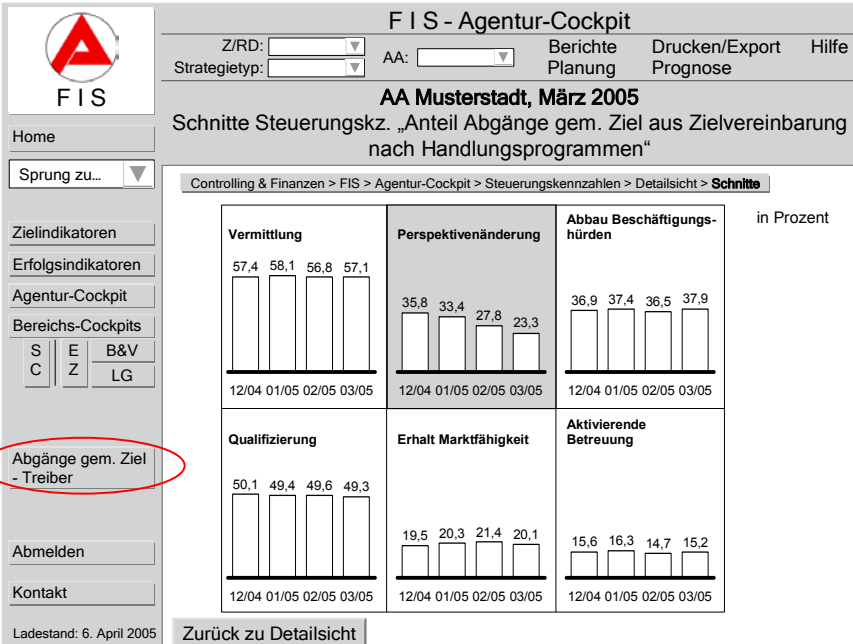 F I S - Agentur-Cockpit
Z/RD:
Strategietyp:
AA:
Berichte
Planung
Drucken/Export
Prognose
Hilfe
F I S
AA Musterstadt, März 2005
Schnitte Steuerungskz. „Anteil Abgänge gem. Ziel aus Zielvereinbarung
nach Handlungsprogrammen“
Home
Sprung zu...
Controlling & Finanzen > FIS > Agentur-Cockpit > Steuerungskennzahlen > Detailsicht > Schnitte
Zielindikatoren
Erfolgsindikatoren
Agentur-Cockpit
Bereichs-Cockpits
S
C
E
Z
B&V
LG
Abgänge gem. Ziel
- Treiber
Abmelden
Kontakt
Ladestand: 6. April 2005
in Prozent
Vermittlung
57,4 58,1 56,8 57,1
12/04 01/05 02/05 03/05
Perspektivenänderung
35,8 33,4 27,8 23,3
12/04 01/05 02/05 03/05
Abbau Beschäftigungs-
hürden
36,9 37,4 36,5 37,9
12/04 01/05 02/05 03/05
Qualifizierung
50,1 49,4 49,6 49,3
12/04 01/05 02/05 03/05
Erhalt Marktfähigkeit
19,5 20,3 21,4 20,1
12/04 01/05 02/05 03/05
Aktivierende
Betreuung
15,6 16,3 14,7 15,2
12/04 01/05 02/05 03/05
Zurück zu Detailsicht